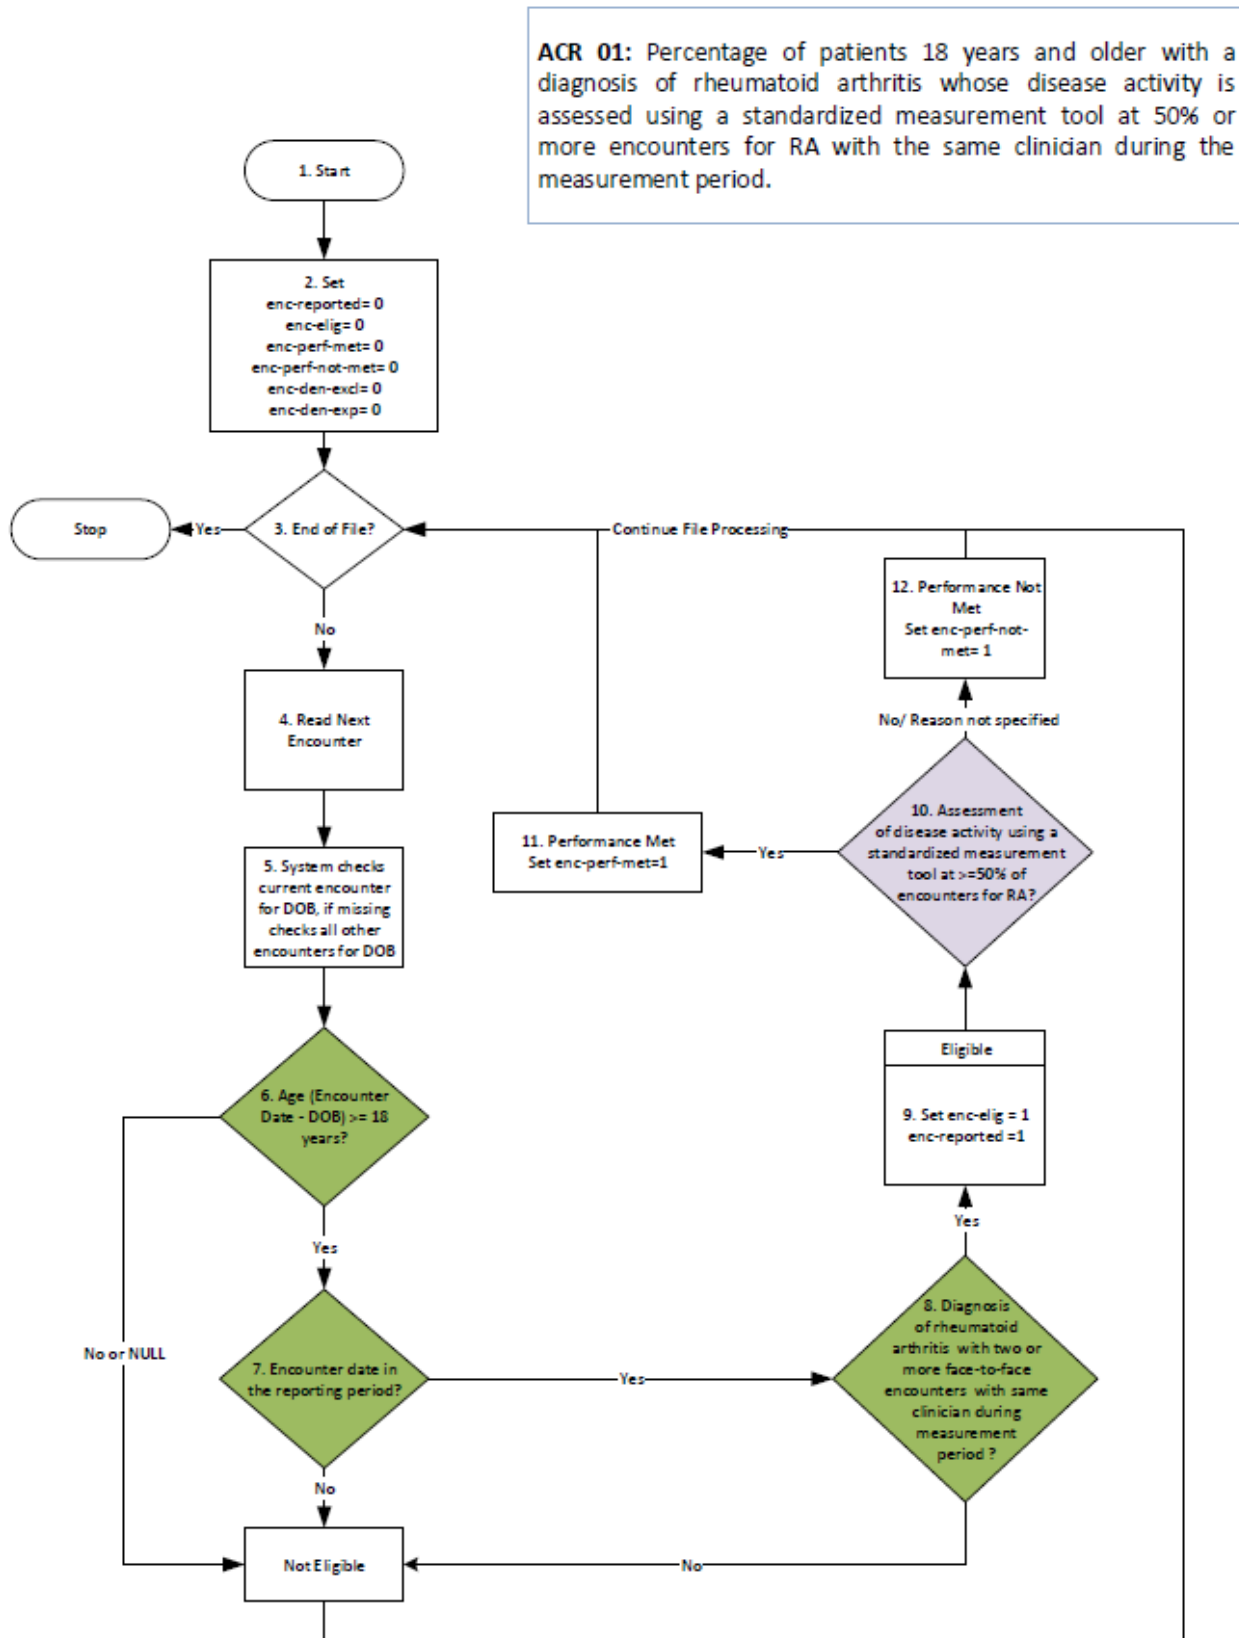 ACR 01: Percentage of patients 18 years and older with a
diagnosis of rheumatoid arthritis whose disease activity is
assessed using a standardized measurement tool at 50% or
more encounters for RA with the same clinician during the
measurement period.
1. Start
2. Set
enc-reported= 0
enc-elig= 0
enc-perf-met= 0
enc-perf-not-met= 0
enc-den-excl= 0
enc-den-exp= 0
Stop
Yes
3. End of File?
Continue File Processing
No
12. Performance Not
Met
Set enc-perf-not-
met= 1
No/ Reason not specified
4. Read Next
Encounter
10. Assessment
of disease activity using a
standardized measurement
tool at >=50% of
encounters for RA?
Yes
11. Performance Met
Set enc-perf-met=1
5. System checks
current encounter
for DOB, if missing
checks all other
encounters for DOB
Eligible
9. Set enc-elig = 1
enc-reported =1
6. Age (Encounter
Date - DOB) >= 18
years?
Yes
Yes
No or NULL
7. Encounter date in
the reporting period?
Yes
8. Diagnosis
of rheumatoid
arthritis with two or
more face-to-face
encounters with same
clinician during
measurement
period ?
No
Not Eligible
No